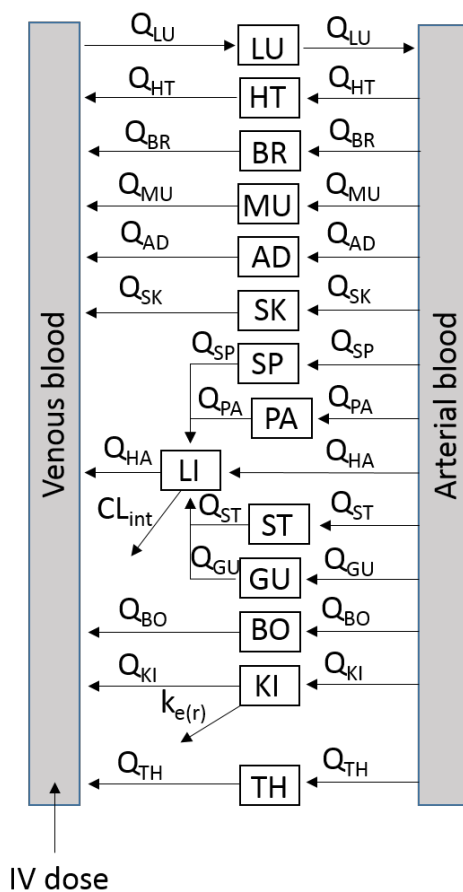 Q_LU LU Q_LU
Q_HT HT Q_HT
Q_BR BR Q_BR
Q_MU MU Q_MU
Q_AD AD Q_AD
Q_SK SK Q_SK
Q_SP SP Q_SP
Q_PA PA Q_PA
Q_HA LI Q_HA
CL_int Q_ST ST Q_ST
Q_GU GU Q_GU
Q_BO BO Q_BO
Q_KI KI Q_KI
k_e(r)
Q_TH TH Q_TH
Venous blood
Arterial blood
IV dose